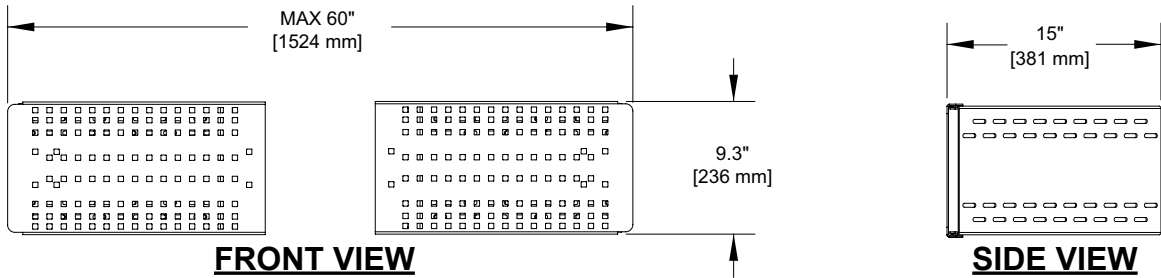 MAX 60"
[1524 mm]
15"
[381 mm]
9.3"
[236 mm]
FRONT VIEW
SIDE VIEW